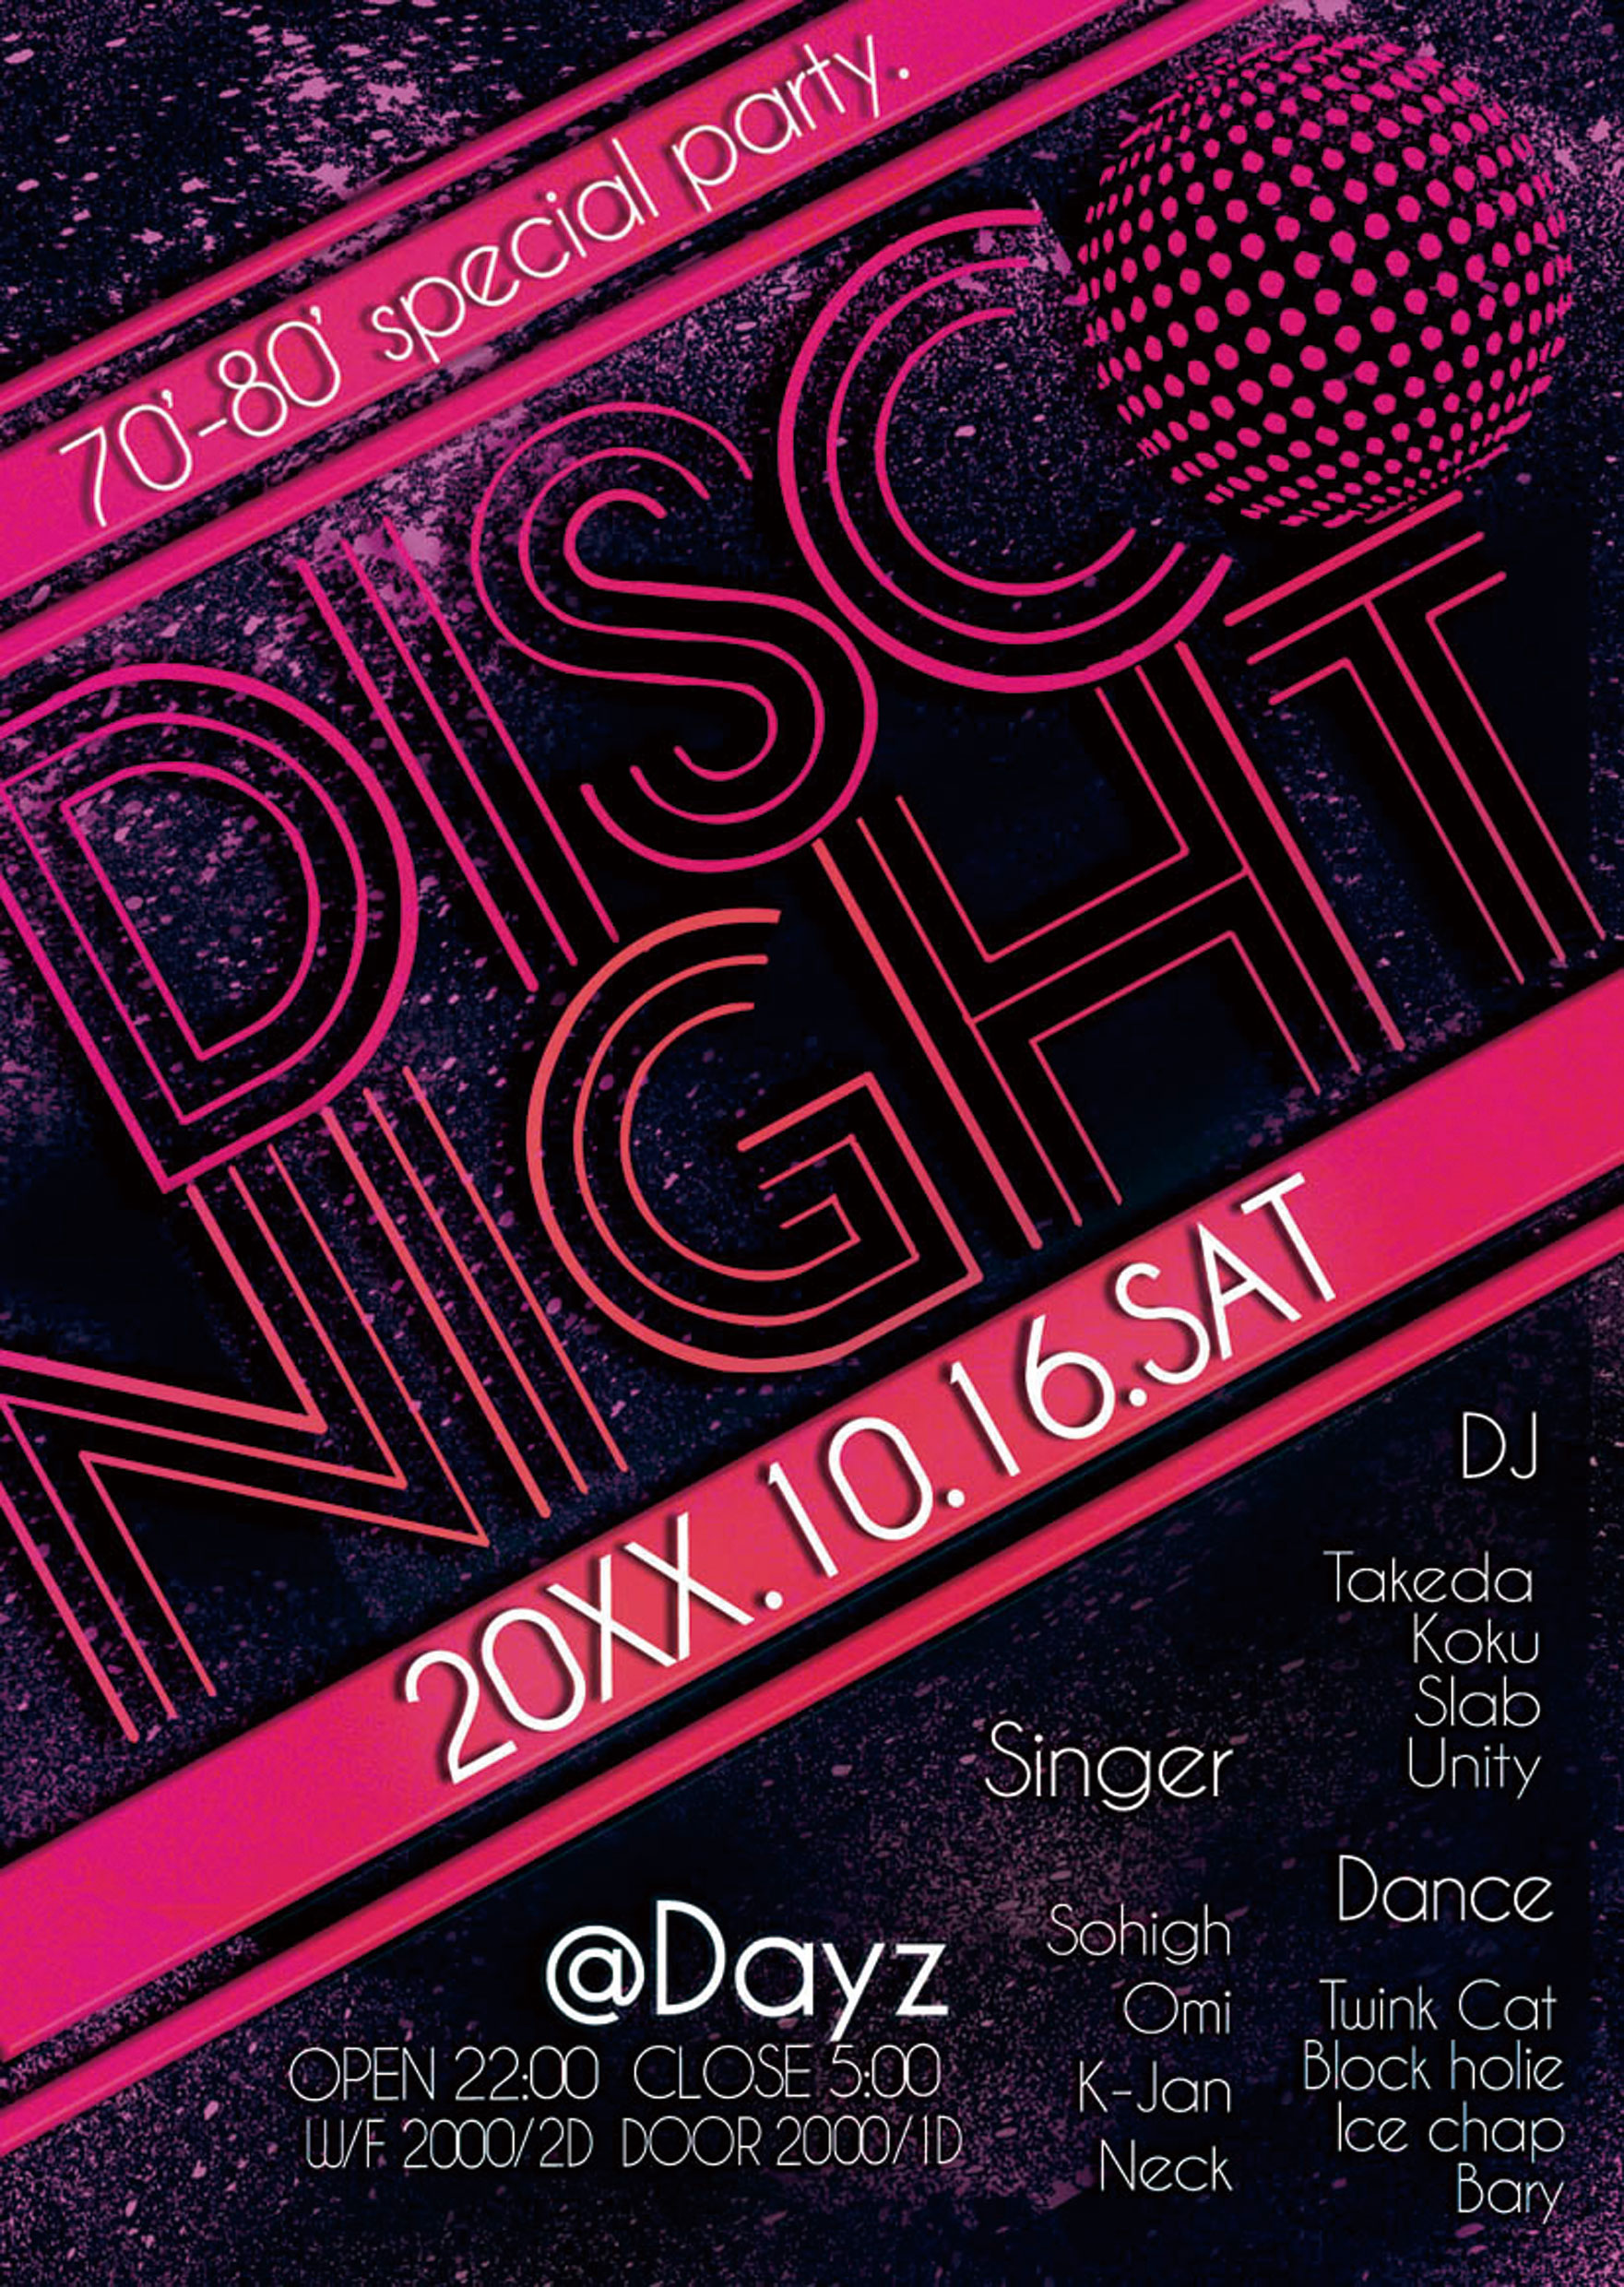 70'-80' special party.
DISCO
NIGHT
20XX.10.16.SAT
DJ
Takeda
Koku
Slab
Unity
Singer
Sohigh
Omi
K-Jan
Neck
Dance
Twink Cat
Block holie
Ice chap
Bary
@Dayz
OPEN 22:00 CLOSE 5:00
W/F 2000/2D DOOR 2000/1D